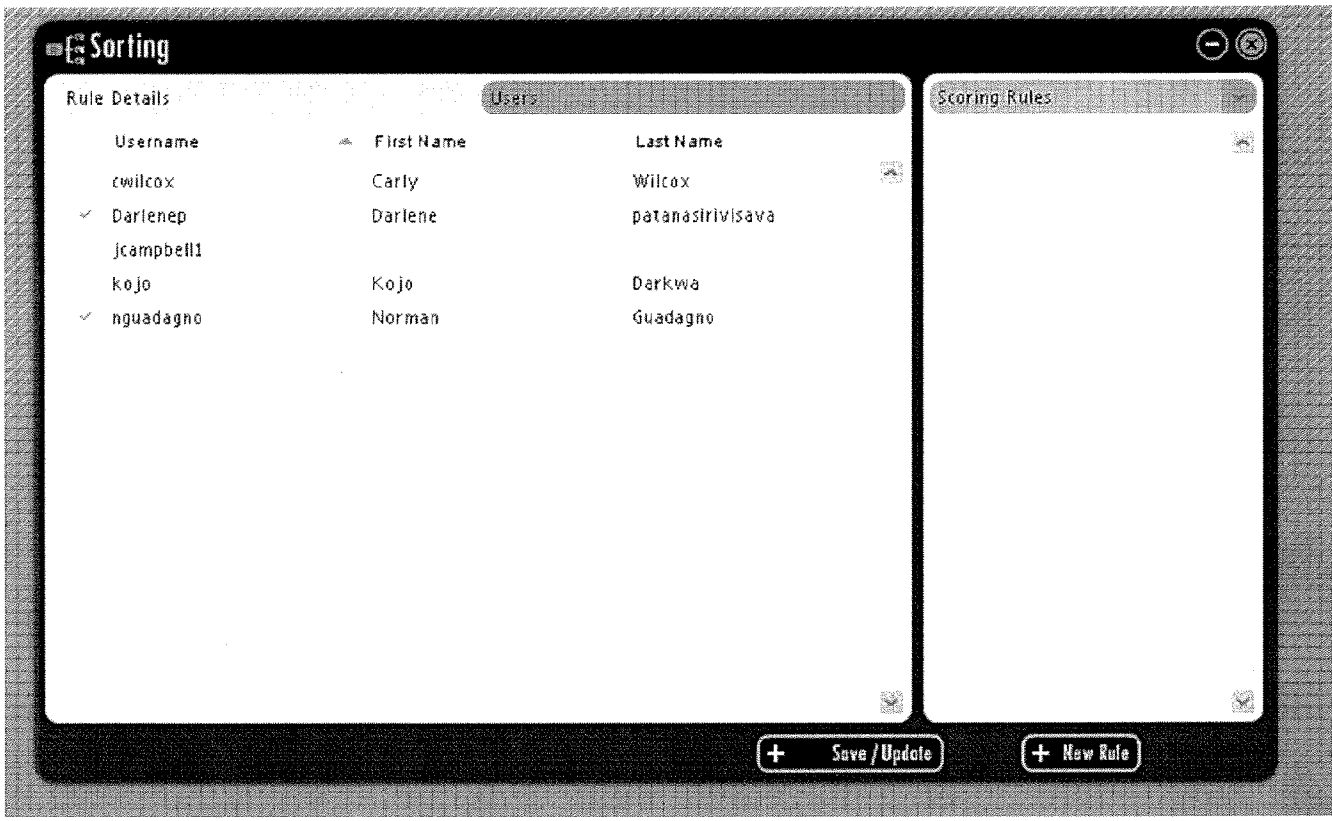 Sorting
Rule Details Users Scoring Rules
Username First Name Last Name
cwilcox Carly Wilcox
Darlenep Darlene patanasirivisava
jcampbell1
kojo Kojo Darkwa
nguadagno Norman Guadagno
Save / Update New Rule